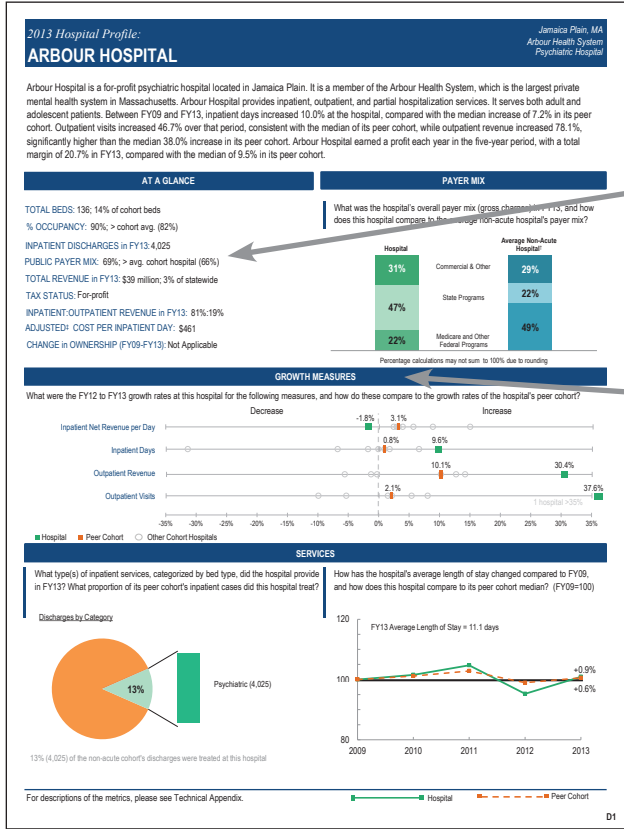 2013 Hospital Profile:
ARBOUR HOSPITAL
Jamaica Plain, MA
Arbour Health System
Psychiatric Hospital
Arbour Hospital is a for-profit psychiatric hospital located in Jamaica Plain. It is a member of the Arbour Health System, which is the largest private
mental health system in Massachusetts. Arbour Hospital provides inpatient, outpatient, and partial hospitalization services. It serves both adult and
adolescent patients. Between FY09 and FY13, inpatient days increased 10.0% at the hospital, compared with the median increase of 7.2% in its peer
cohort. Outpatient visits increased 46.7% over that period, consistent with the median of its peer cohort, while outpatient revenue increased 78.1%,
significantly higher than the median 38.0% increase in its peer cohort. Arbour Hospital earned a profit each year in the five-year period, with a total
margin of 20.7% in FY13, compared with the median of 9.5% in its peer cohort.
AT A GLANCE
TOTAL BEDS: 136; 14% of cohort beds
% OCCUPANCY: 90%; > cohort avg. (82%)
INPATIENT DISCHARGES in FY13: 4,025
PUBLIC PAYER MIX: 69%; > avg. cohort hospital (66%)
TOTAL REVENUE in FY13: $39 million; 3% of statewide
TAX STATUS: For-profit
INPATIENT:OUTPATIENT REVENUE in FY13: 81%:19%
ADJUSTED‡ COST PER INPATIENT DAY: $461
CHANGE in OWNERSHIP (FY09-FY13): Not Applicable
PAYER MIX
What was the hospital's overall payer mix (gross in FY13, and how
does this hospital compare to the average non-acute hospital's payer mix?
Hospital
Average Non-Acute
Hospital
31%
Commercial & Other
29%
47%
State Programs
22%
22%
Medicare and Other
Federal Programs
49%
Percentage calculations may not sum to 100% due to rounding
GROWTH MEASURES
What were the FY12 to FY13 growth rates at this hospital for the following measures, and how do these compare to the growth rates of the hospital's peer cohort?
Decrease
Increase
Inpatient Net Revenue per Day
-1.8%
3.1%
Inpatient Days
0.8%
9.6%
Outpatient Revenue
10.1%
30.4%
Outpatient Visits
2.1%
37.6%
1 hospital >35%
-35% -30% -25% -20% -15% -10% -5% 0% 5% 10% 15% 20% 25% 30% 35%
Hospital Peer Cohort Other Cohort Hospitals
SERVICES
What type(s) of inpatient services, categorized by bed type, did the hospital provide
in FY13? What proportion of its peer cohort's inpatient cases did this hospital treat?
Discharges by Category
13%
Psychiatric (4,025)
13% (4,025) of the non-acute cohort's discharges were treated at this hospital
How has the hospital's average length of stay changed compared to FY09,
and how does this hospital compare to its peer cohort median? (FY09=100)
120
FY13 Average Length of Stay = 11.1 days
+0.9%
100
+0.6%
80
2009 2010 2011 2012 2013
For descriptions of the metrics, please see Technical Appendix.
Hospital
Peer Cohort
D1